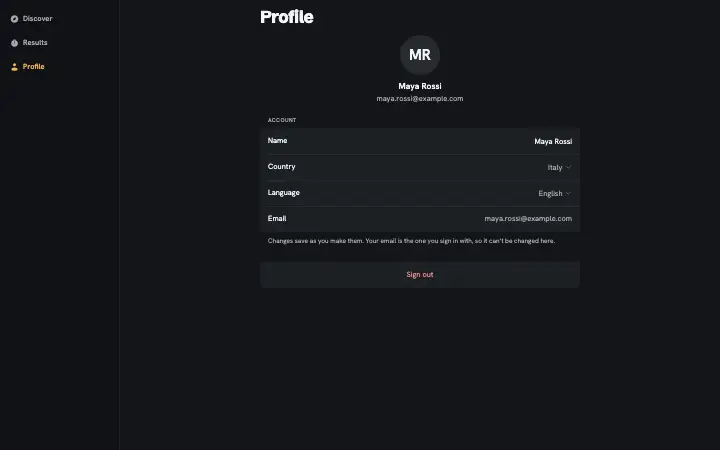 Discover
Results
Profile
Profile
MR
Maya Rossi
maya.rossi@example.com
ACCOUNT
Name Maya Rossi
Country Italy
Language English
Email maya.rossi@example.com
Changes save as you make them. Your email is the one you sign in with, so it can't be changed here.
Sign out